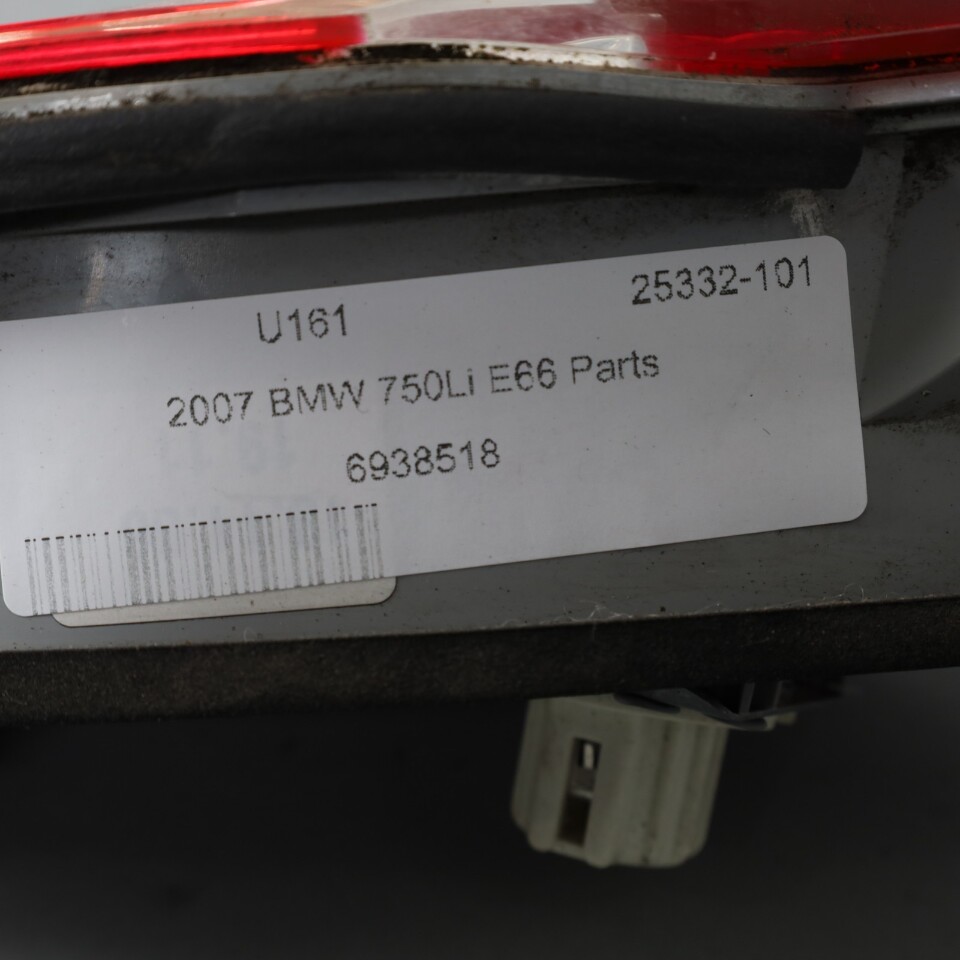 U161 25332-101
2007 BMW 750Li E66 Parts
6938518